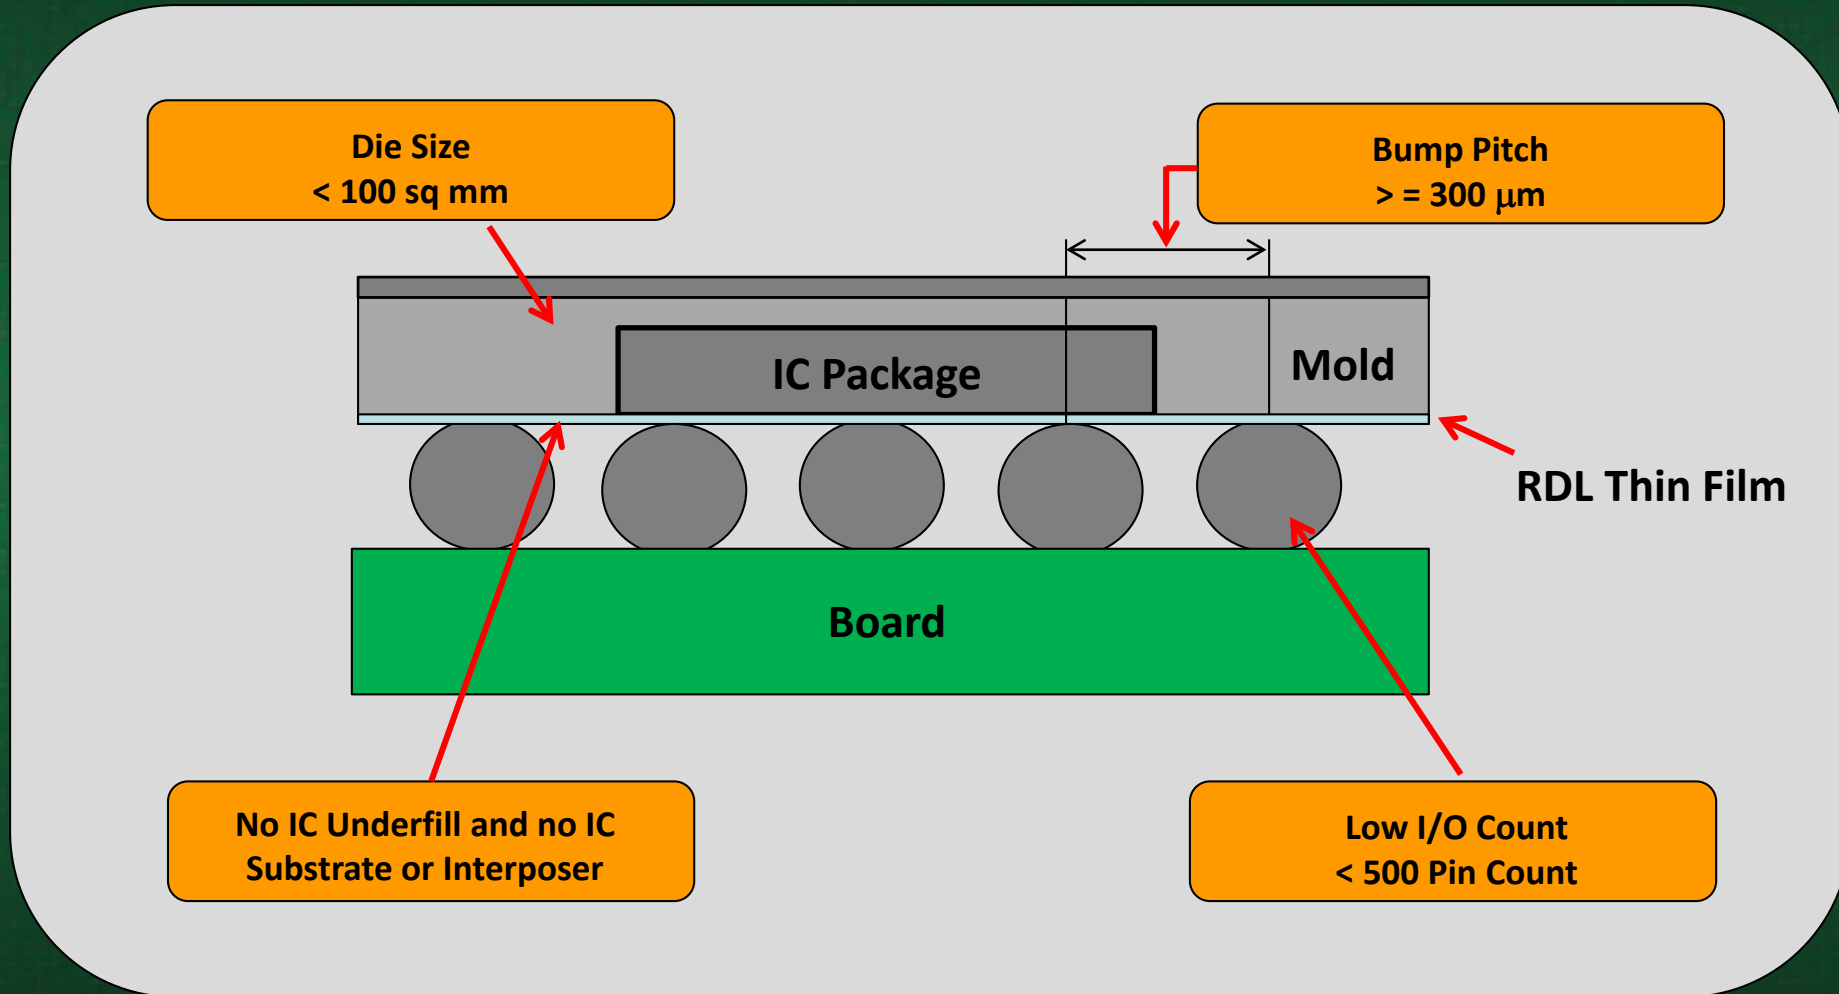 Die Size
< 100 sq mm
Bump Pitch
> = 300 μm
IC Package
Mold
RDL Thin Film
Board
No IC Underfill and no IC
Substrate or Interposer
Low I/O Count
< 500 Pin Count